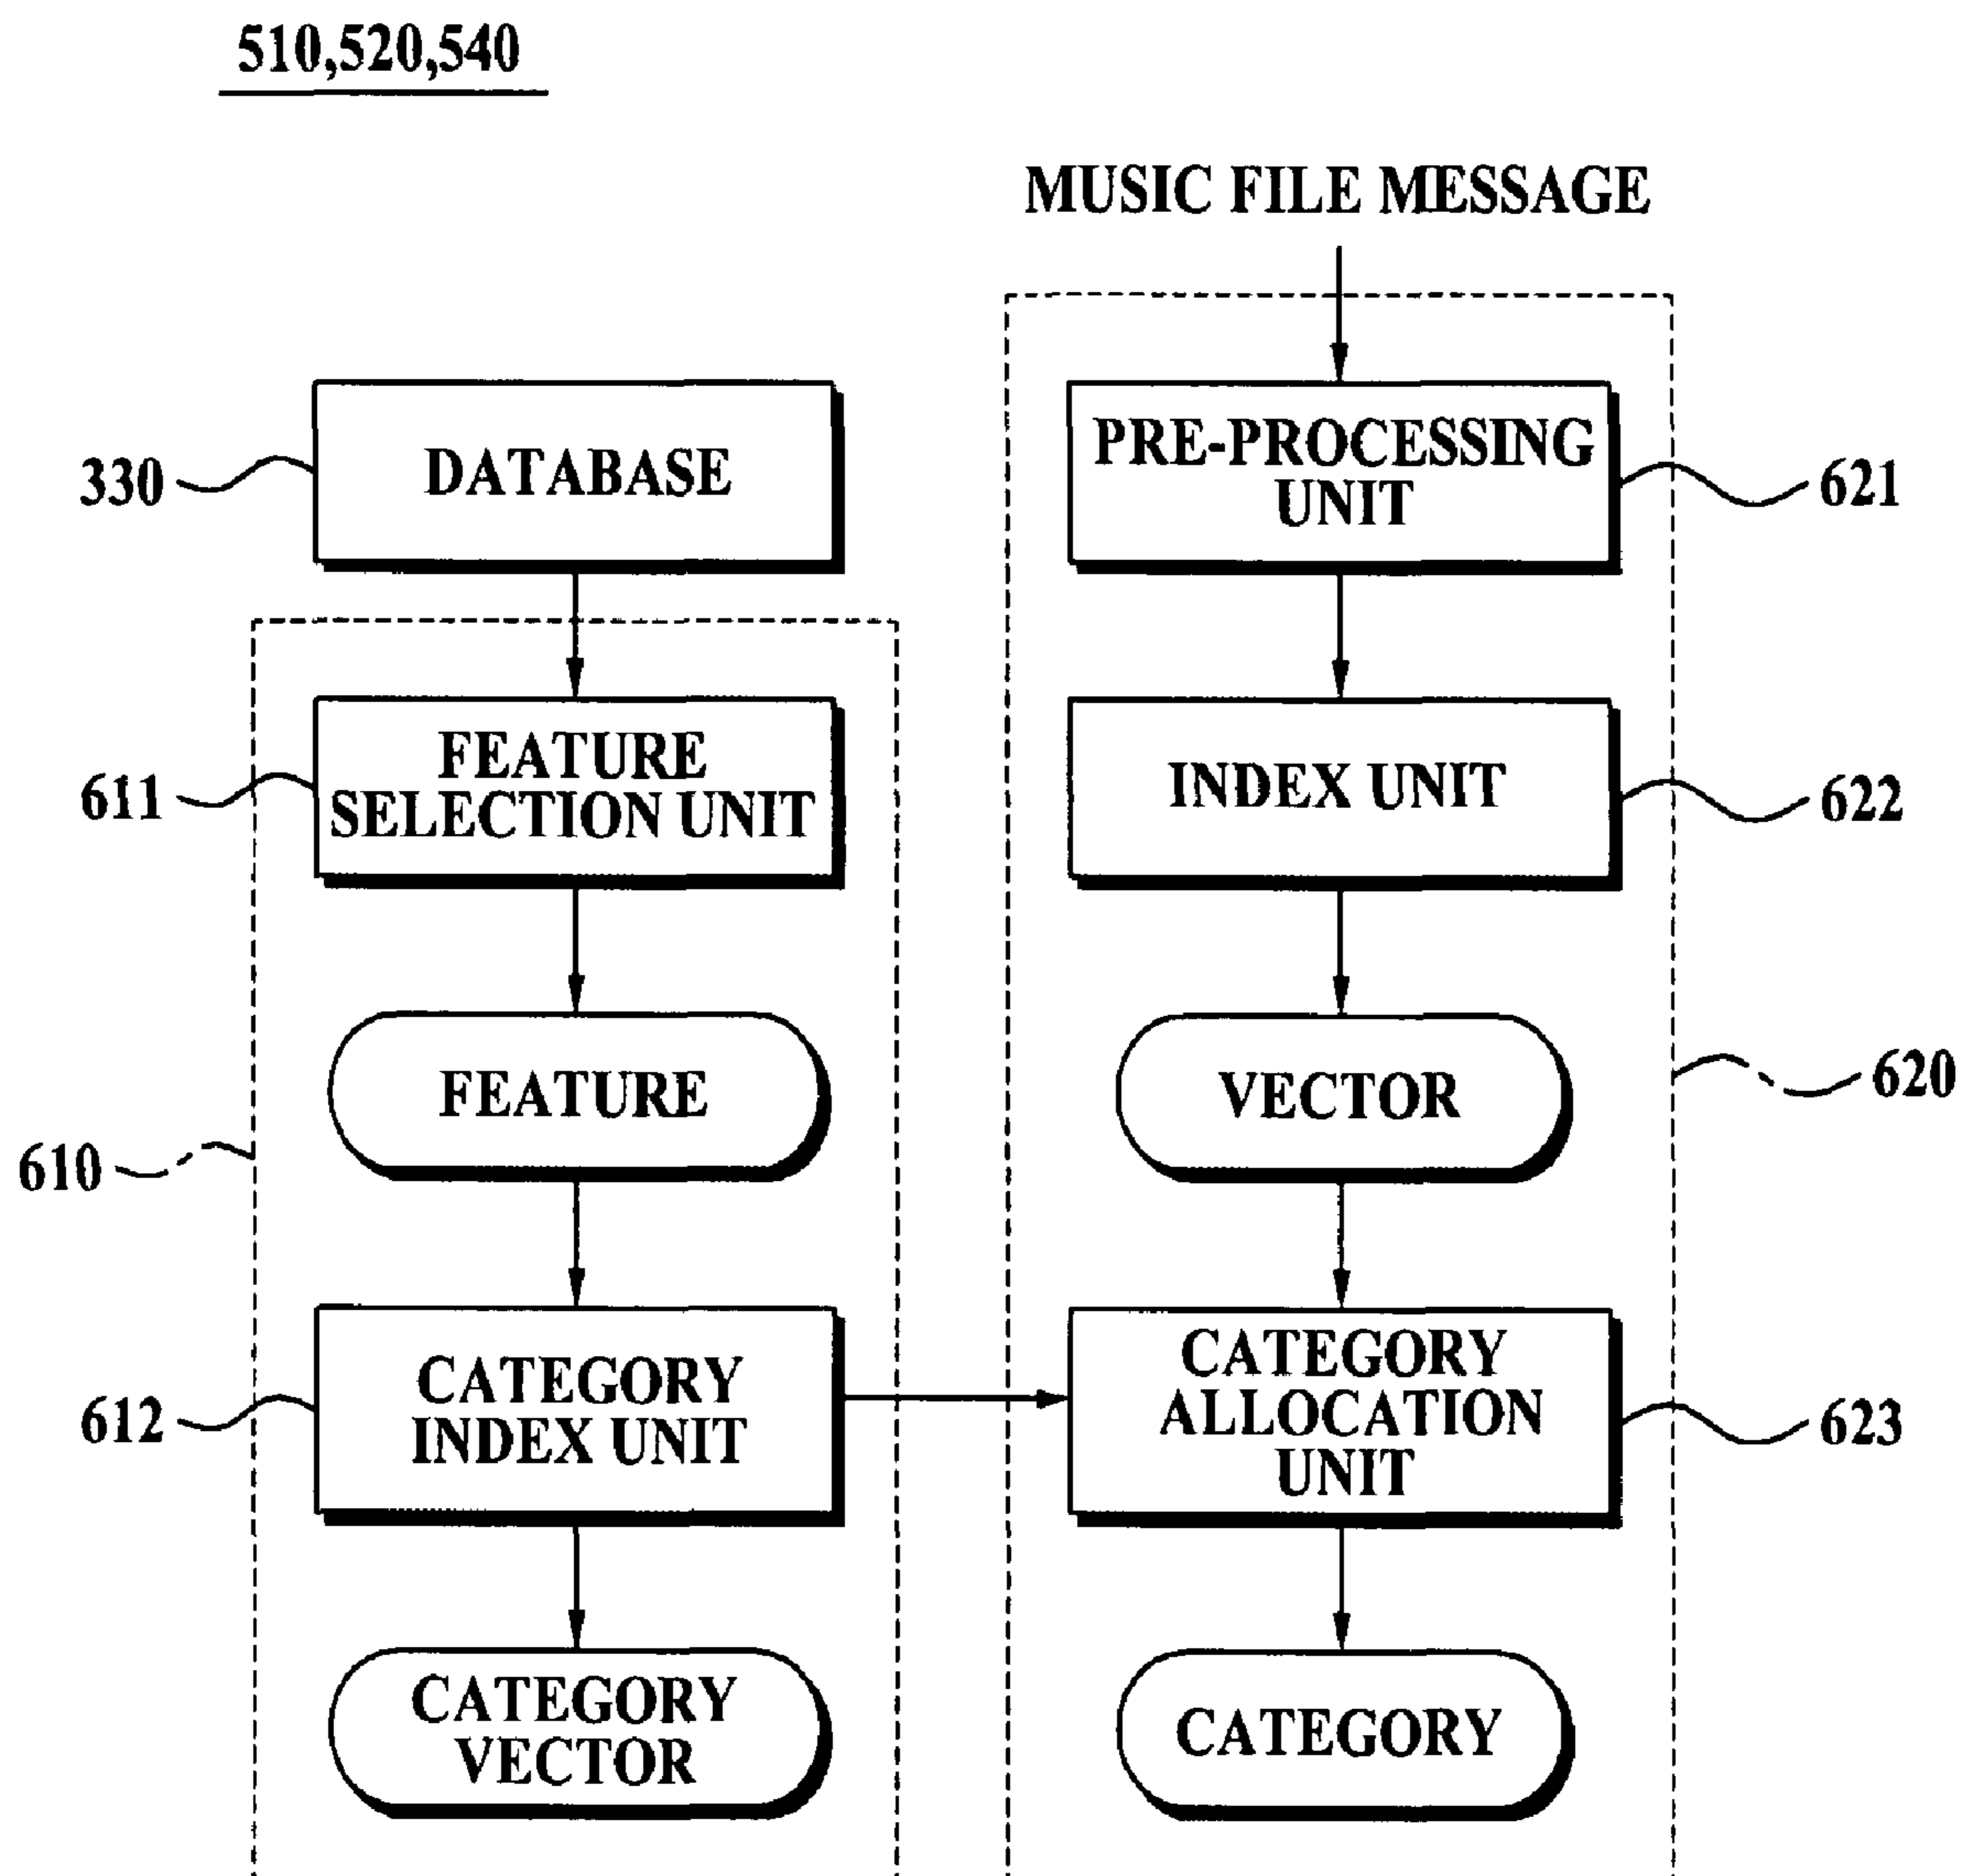 510,520,540
MUSIC FILE MESSAGE
330
DATABASE
PRE-PROCESSING
UNIT
621
611
FEATURE
SELECTION UNIT
INDEX UNIT
622
610
FEATURE
VECTOR
620
612
CATEGORY
INDEX UNIT
CATEGORY
ALLOCATION
UNIT
623
CATEGORY
VECTOR
CATEGORY